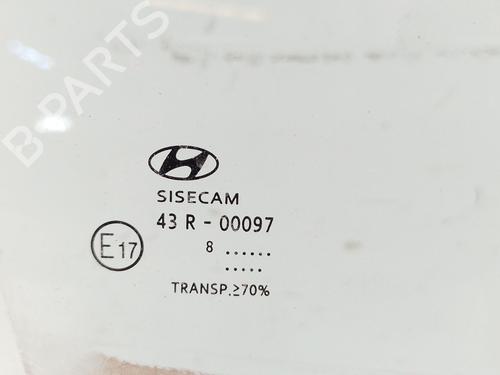 B PARTS
SISECAM
43 R - 00097
E17
8 ......
.....
TRANSP.≥70%